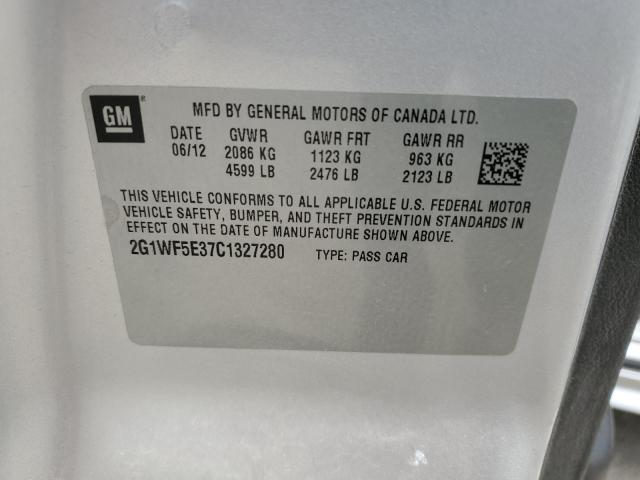 GM ® MFD BY GENERAL MOTORS OF CANADA LTD.
DATE GVWR GAWR FRT GAWR RR
06/12 2086 KG 1123 KG 963 KG
4599 LB 2476 LB 2123 LB
THIS VEHICLE CONFORMS TO ALL APPLICABLE U.S. FEDERAL MOTOR
VEHICLE SAFETY, BUMPER, AND THEFT PREVENTION STANDARDS IN
EFFECT ON THE DATE OF MANUFACTURE SHOWN ABOVE.
2G1WF5E37C1327280 TYPE: PASS CAR